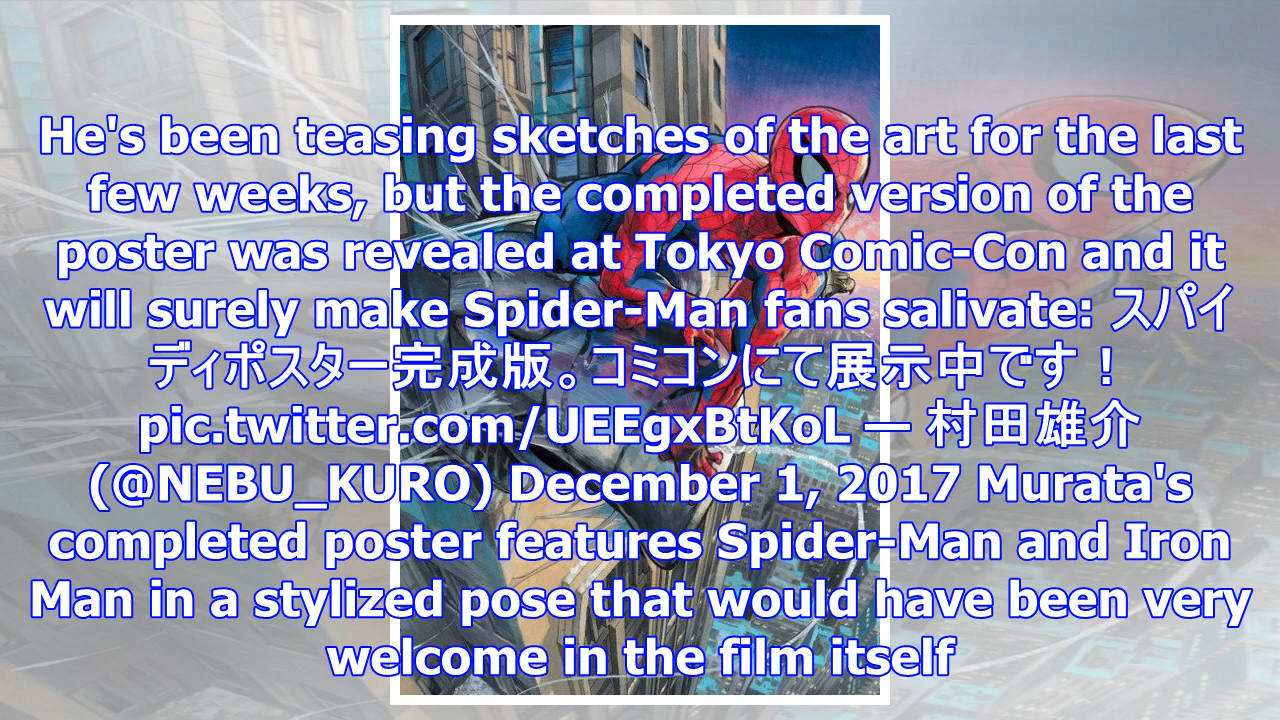 He's been teasing sketches of the art for the last
few weeks, but the completed version of the
poster was revealed at Tokyo Comic-Con and it
will surely make Spider-Man fans salivate: スパイ
ディポスター完成版。コミコンにて展示中です！
pic.twitter.com/UEEgxBtKoL — 村田雄介
(@NEBU_KURO) December 1, 2017 Murata's
completed poster features Spider-Man and Iron
Man in a stylized pose that would have been very
welcome in the film itself